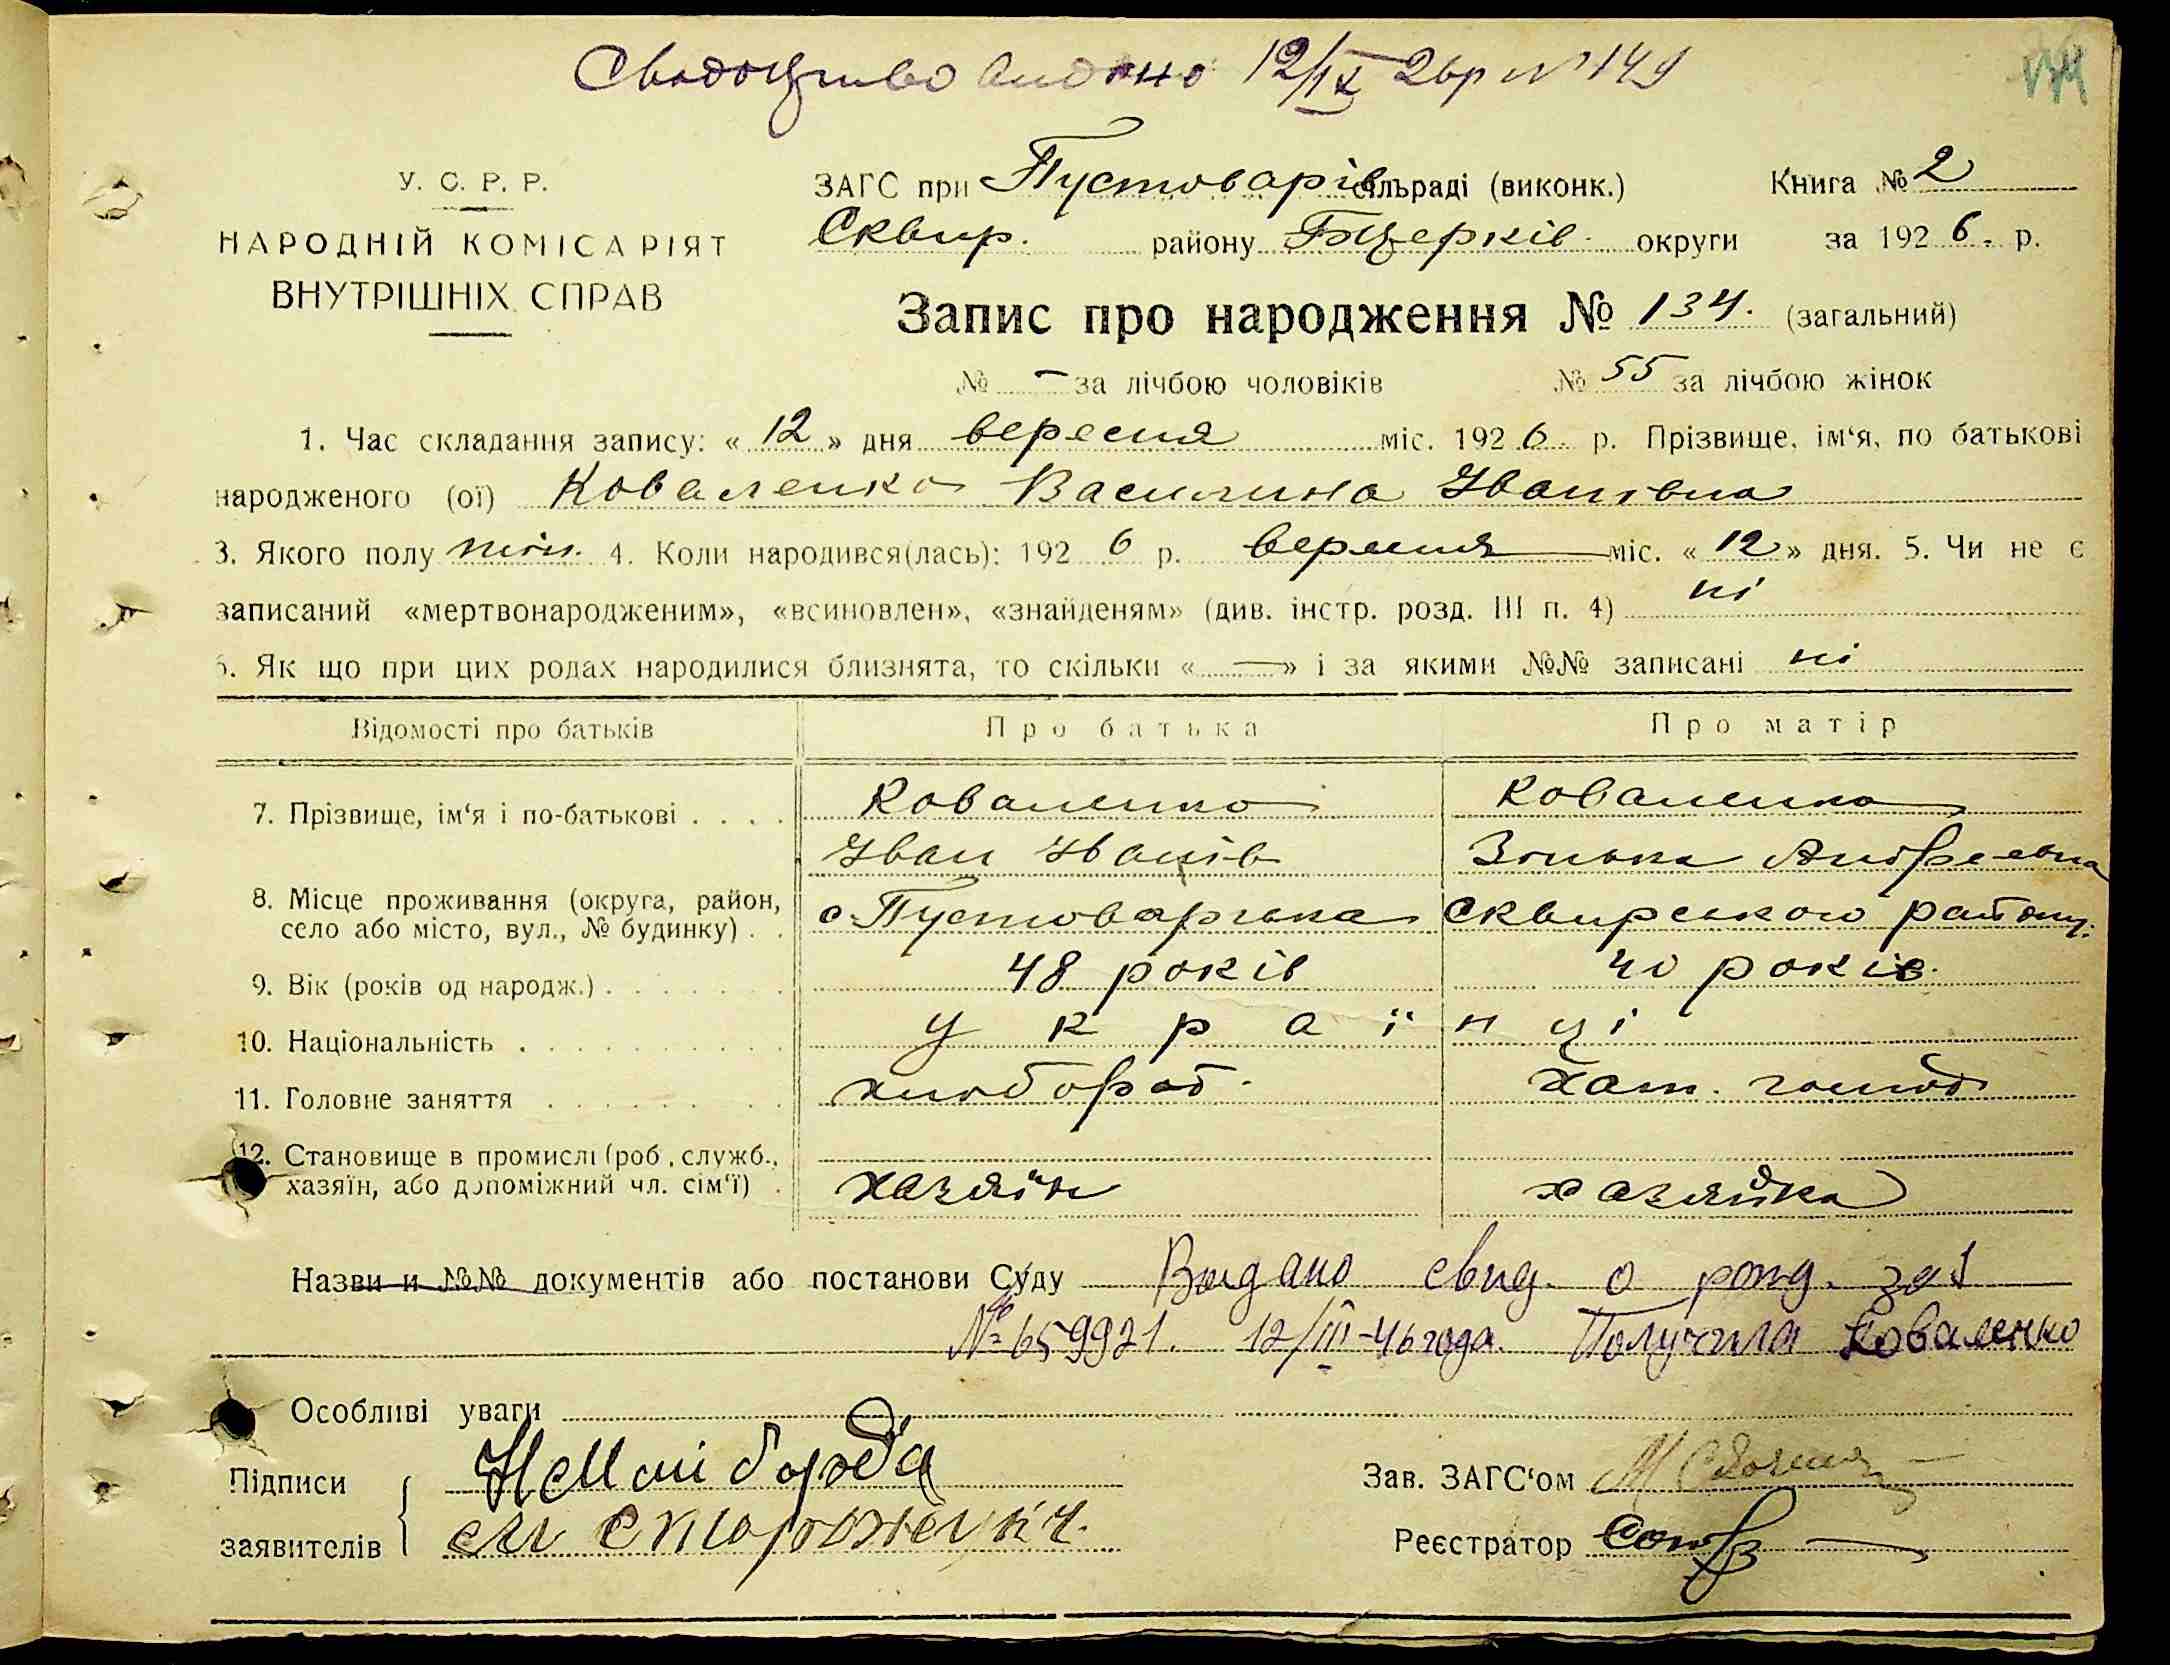 Свидоцтво видано 12/IX 26 р № 149
134
У. С. Р. Р.
НАРОДНІЙ КОМІСАРІЯТ
ВНУТРІШНІХ СПРАВ
ЗАГС при Пустоварів сільраді (виконк.) Книга № 2
Сквир. району Б Церків. округи за 1926. р.
Запис про народження № 134. (загальний)
№ — за лічбою чоловіків № 55 за лічбою жінок
1. Час складання запису: « 12 » дня вересня міс. 1926 р. Прізвище, ім‘я, по батькові
народженого (ої) Коваленко Василина Іванівна
3. Якого полу жін. 4. Коли народився(лась): 1926 р. вересня міс. « 12 » дня. 5. Чи не є
записаний «мертвонародженим», «всиновлен», «знайденям» (див. інстр. розд. III п. 4) ні
6. Як що при цих родах народилися близнята, то скільки « — » і за якими №№ записані ні
Відомості про батьків Про батька Про матір
7. Прізвище, ім‘я і по-батькові . . . . Коваленко Коваленко
Іван Іванів Зінька Андреевна
8. Місце проживання (округа, район,
село або місто, вул., № будинку) . . с. Пустоварівка Сквирського району.
9. Вік (років од народж.) . . . . . . . 48 років 40 років.
10. Національність . . . . . . . . . . . українці
11. Головне заняття . . . . . . . . . хлібороб. Хат. господ
12. Становище в промислі (роб., служб.,
хазяїн, або допоміжний чл. сім‘ї) . хазяїн хазяйка
Назви и №№ документів або постанови Суду Выдано свид. о рожд.
№ 659921. 12/III-46 года. Получила Коваленко
Особливі уваги
Підписи
заявителів
Зав. ЗАГС‘ом
Реєстратор